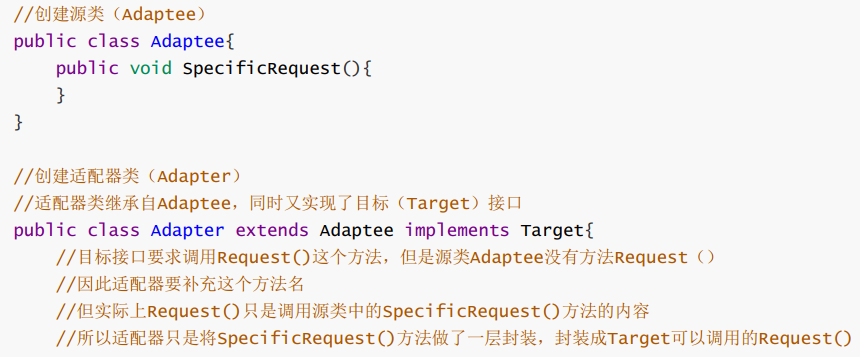 //创建源类（Adaptee）
public class Adaptee{
    public void SpecificRequest(){
    }
}

//创建适配器类（Adapter）
//适配器类继承自Adaptee，同时又实现了目标（Target）接口
public class Adapter extends Adaptee implements Target{
    //目标接口要求调用Request()这个方法，但是源类Adaptee没有方法Request（）
    //因此适配器要补充这个方法名
    //但实际上Request()只是调用源类中的SpecificRequest()方法的内容
    //所以适配器只是将SpecificRequest()方法做了一层封装，封装成Target可以调用的Request()